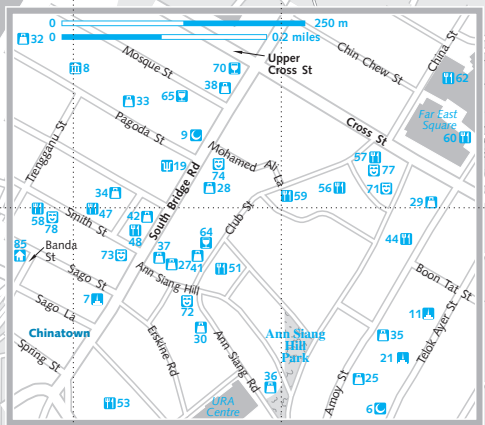 0 250 m
0 0.2 miles
32
Mosque St
70
Upper
Cross St
Chin Chew St
China St
8
38
62
33
65
Far East
Square
Pagoda St
9
Cross St
60
Trengganu St
Mohamed Ali La
57
77
19
74
South Bridge Rd
28
56
71
34
59
29
58
47
42
Club St
78
Smith St
48
64
44
85
Banda
St
73
37
27
41
51
Sago St
Ann Siang Hill
Boon Tat St
7
72
Sago La
11
Chinatown
30
Ann Siang
Hill
Park
35
Telok Ayer St
Spring St
Erskine Rd
Ann Siang Rd
21
36
25
53
URA
Centre
Amoy St
6